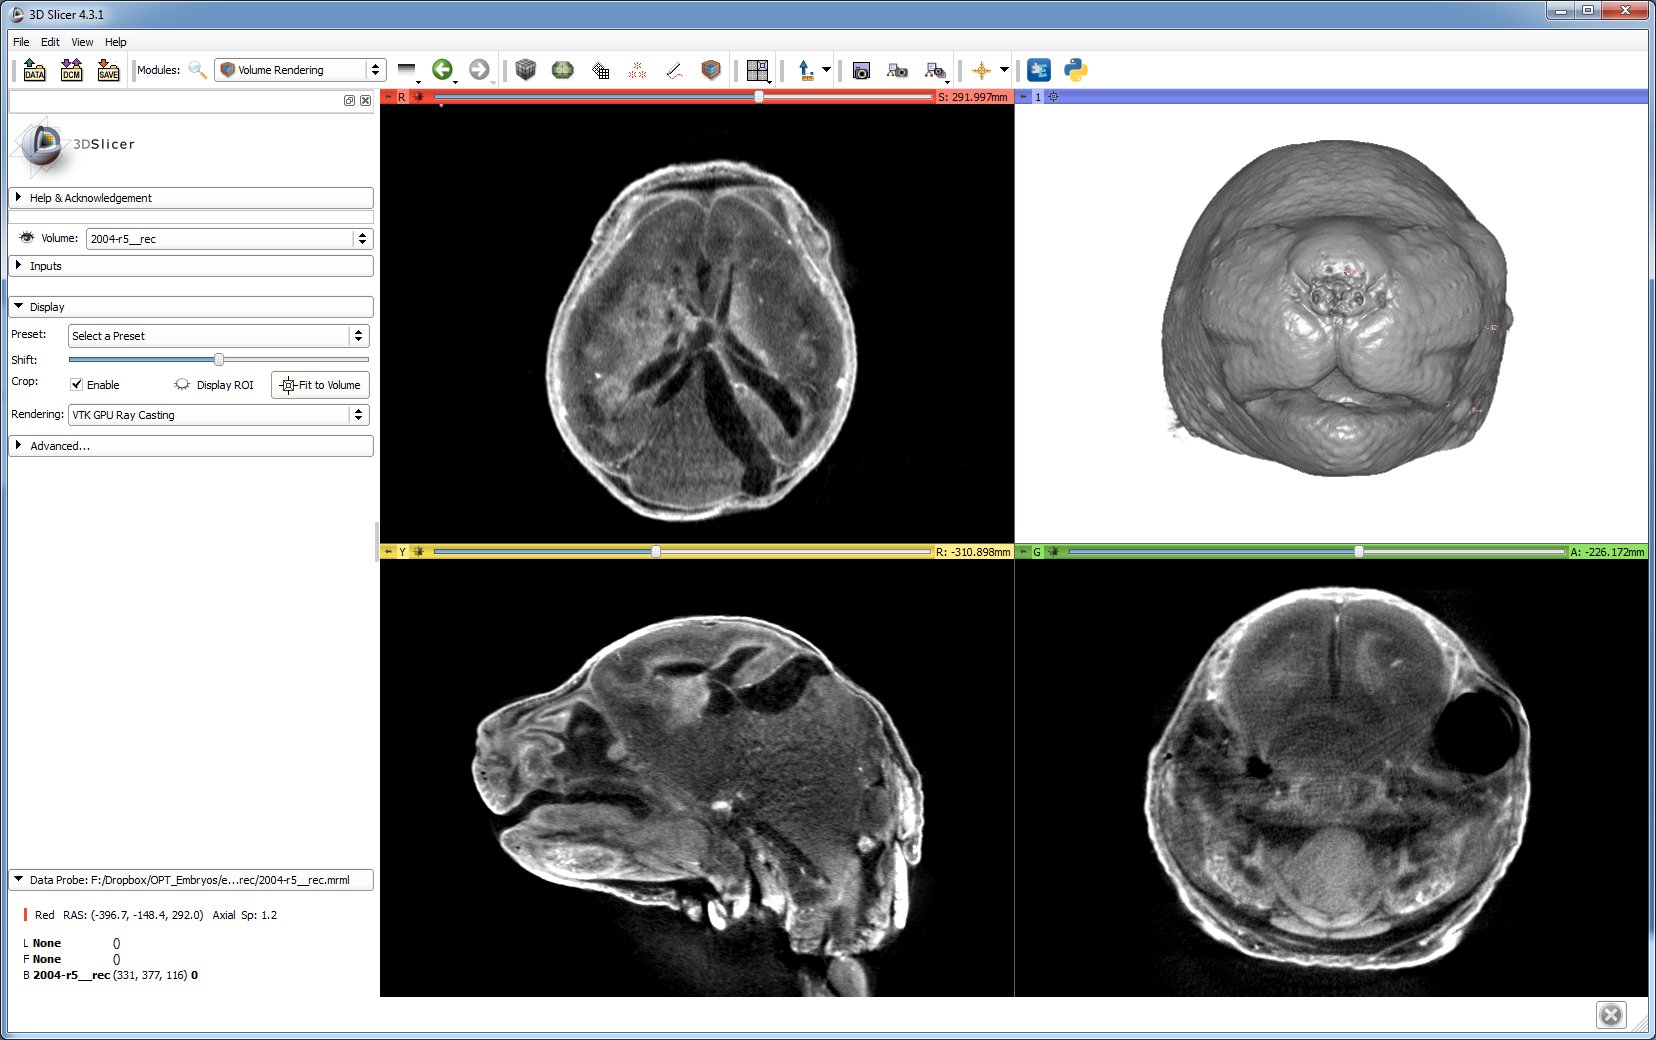 3D Slicer 4.3.1
File Edit View Help
DATA DCM SAVE Modules: Volume Rendering
R S: 291.997mm 1
3DSlicer
Help & Acknowledgement
Volume: 2004-r5__rec
Inputs
Display
Preset: Select a Preset
Shift:
Crop: Enable Display ROI Fit to Volume
Rendering: VTK GPU Ray Casting
Advanced...
Y R: -310.898mm G A: -226.172mm
Data Probe: F:/Dropbox/OPT_Embryos/e...rec/2004-r5__rec.mrml
Red RAS: (-396.7, -148.4, 292.0) Axial Sp: 1.2
L None ()
F None ()
B 2004-r5__rec (331, 377, 116) 0